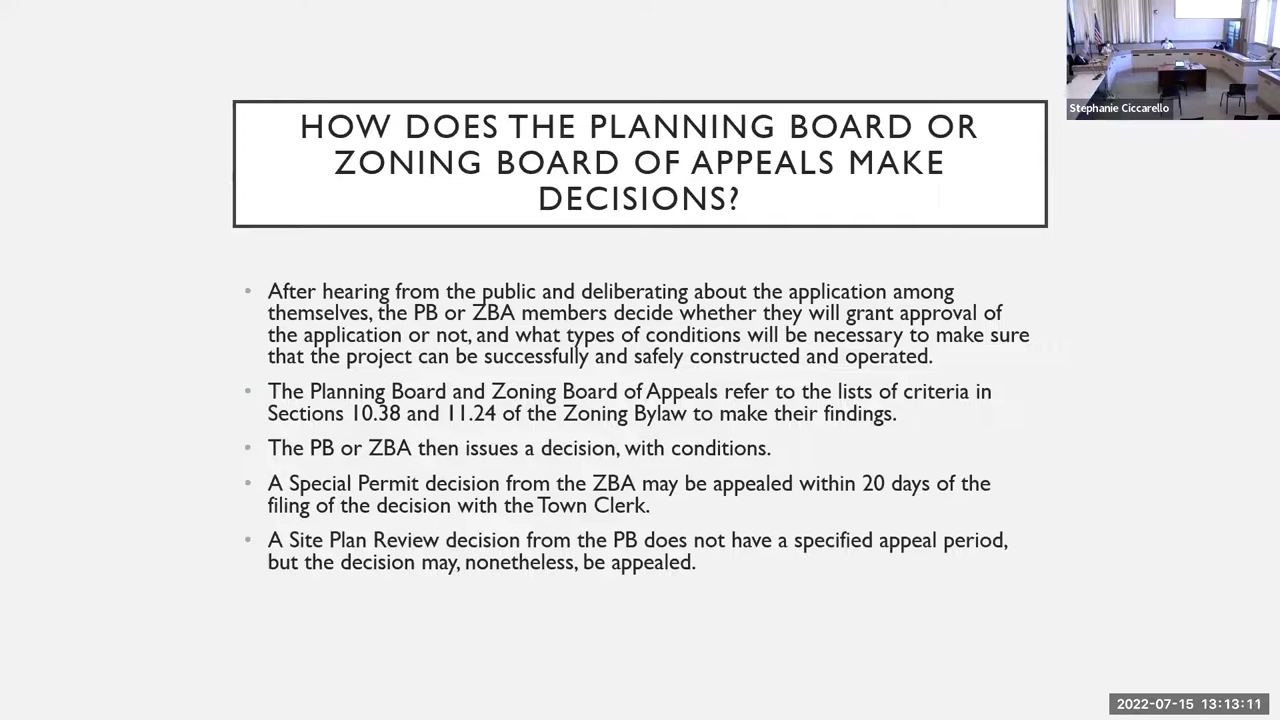 Stephanie Ciccarello
HOW DOES THE PLANNING BOARD OR
ZONING BOARD OF APPEALS MAKE
DECISIONS?
• After hearing from the public and deliberating about the application among
themselves, the PB or ZBA members decide whether they will grant approval of
the application or not, and what types of conditions will be necessary to make sure
that the project can be successfully and safely constructed and operated.
• The Planning Board and Zoning Board of Appeals refer to the lists of criteria in
Sections 10.38 and 11.24 of the Zoning Bylaw to make their findings.
• The PB or ZBA then issues a decision, with conditions.
• A Special Permit decision from the ZBA may be appealed within 20 days of the
filing of the decision with the Town Clerk.
• A Site Plan Review decision from the PB does not have a specified appeal period,
but the decision may, nonetheless, be appealed.
2022-07-15 13:13:11